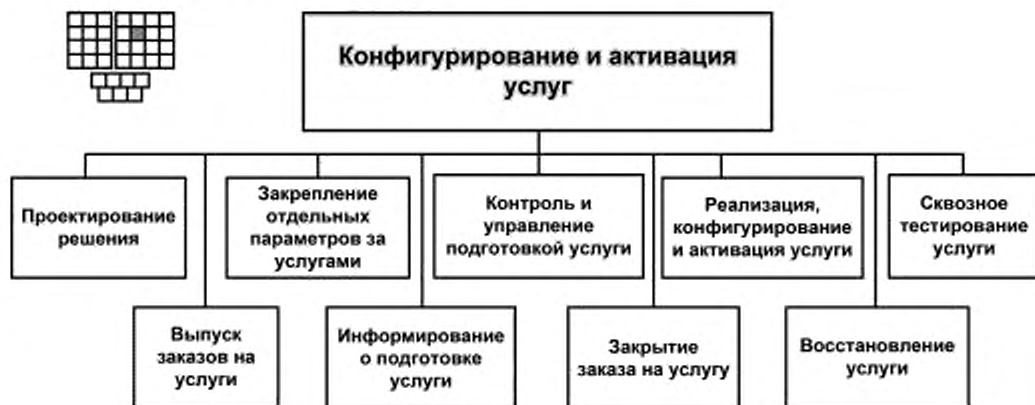 Конфигурирование и активация
услуг
Проектирование
решения
Закрепление
отдельных
параметров за
услугами
Контроль и
управление
подготовкой услуги
Реализация,
конфигурирование
и активация услуги
Сквозное
тестирование
услуги
Выпуск
заказов на
услуги
Информирование
о подготовке
услуги
Закрытие
заказа на услугу
Восстановление
услуги